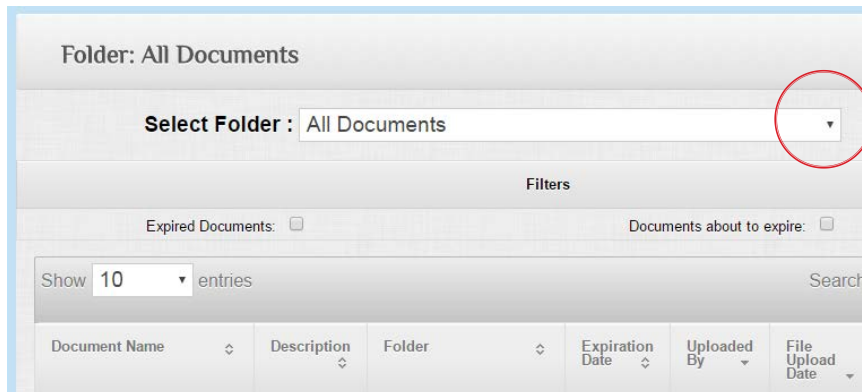 Folder: All Documents
Select Folder : All Documents
Filters
Expired Documents: Documents about to expire:
Show 10 entries Search
Document Name Description Folder Expiration Date Uploaded By File Upload Date